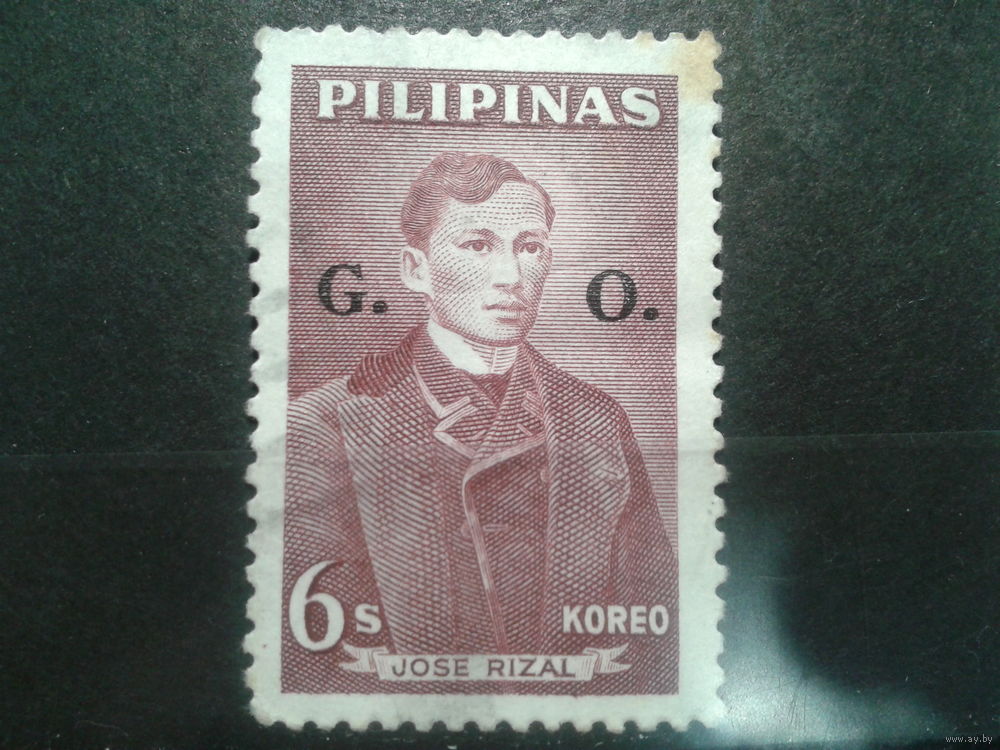 PILIPINAS
G. O.
6s KOREO
JOSE RIZAL
www.ay.by